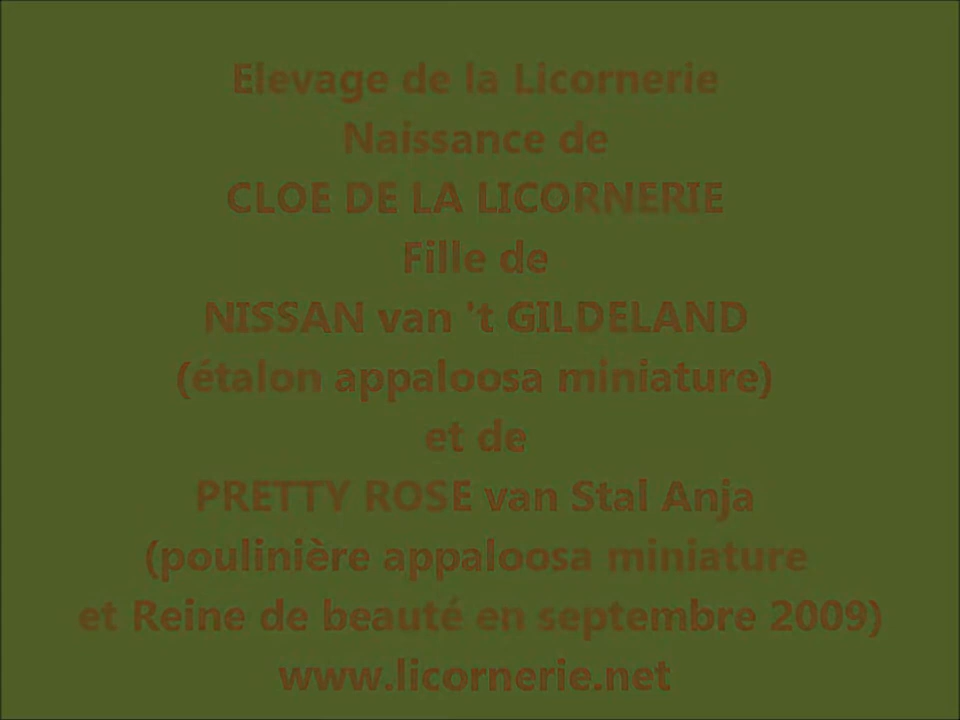 Elevage de la Licornerie
Naissance de
CLOE DE LA LICORNERIE
Fille de
NISSAN van 't GILDELAND
(étalon appaloosa miniature)
et de
PRETTY ROSE van Stal Anja
(poulinière appaloosa miniature
et Reine de beauté en septembre 2009)
www.licornerie.net